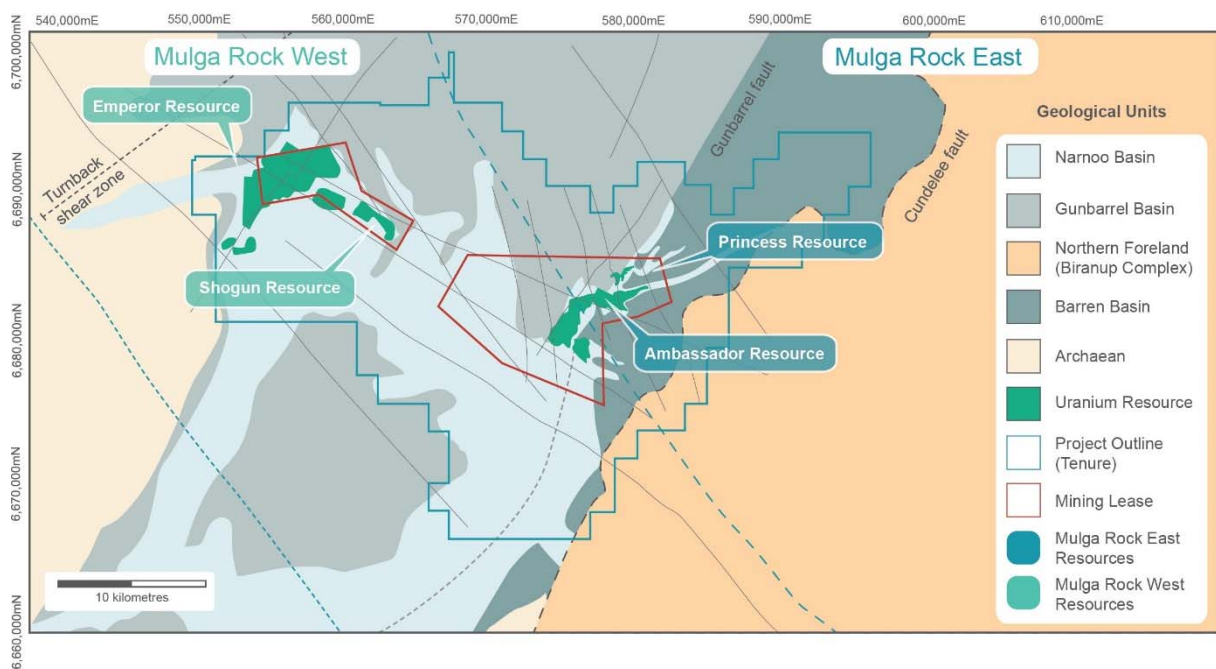 540,000mE
550,000mE
560,000mE
570,000mE
580,000mE
590,000mE
600,000mE
610,000mE
6,700,000mN
6,690,000mN
6,680,000mN
6,670,000mN
6,660,000mN
Mulga Rock West
Mulga Rock East
Emperor Resource
Turnback
shear zone
Shogun Resource
Gunbarrel fault
Cundelee fault
Princess Resource
Ambassador Resource
10 kilometres
Geological Units
Narnoo Basin
Gunbarrel Basin
Northern Foreland
(Biranup Complex)
Barren Basin
Archaean
Uranium Resource
Project Outline
(Tenure)
Mining Lease
Mulga Rock East
Resources
Mulga Rock West
Resources